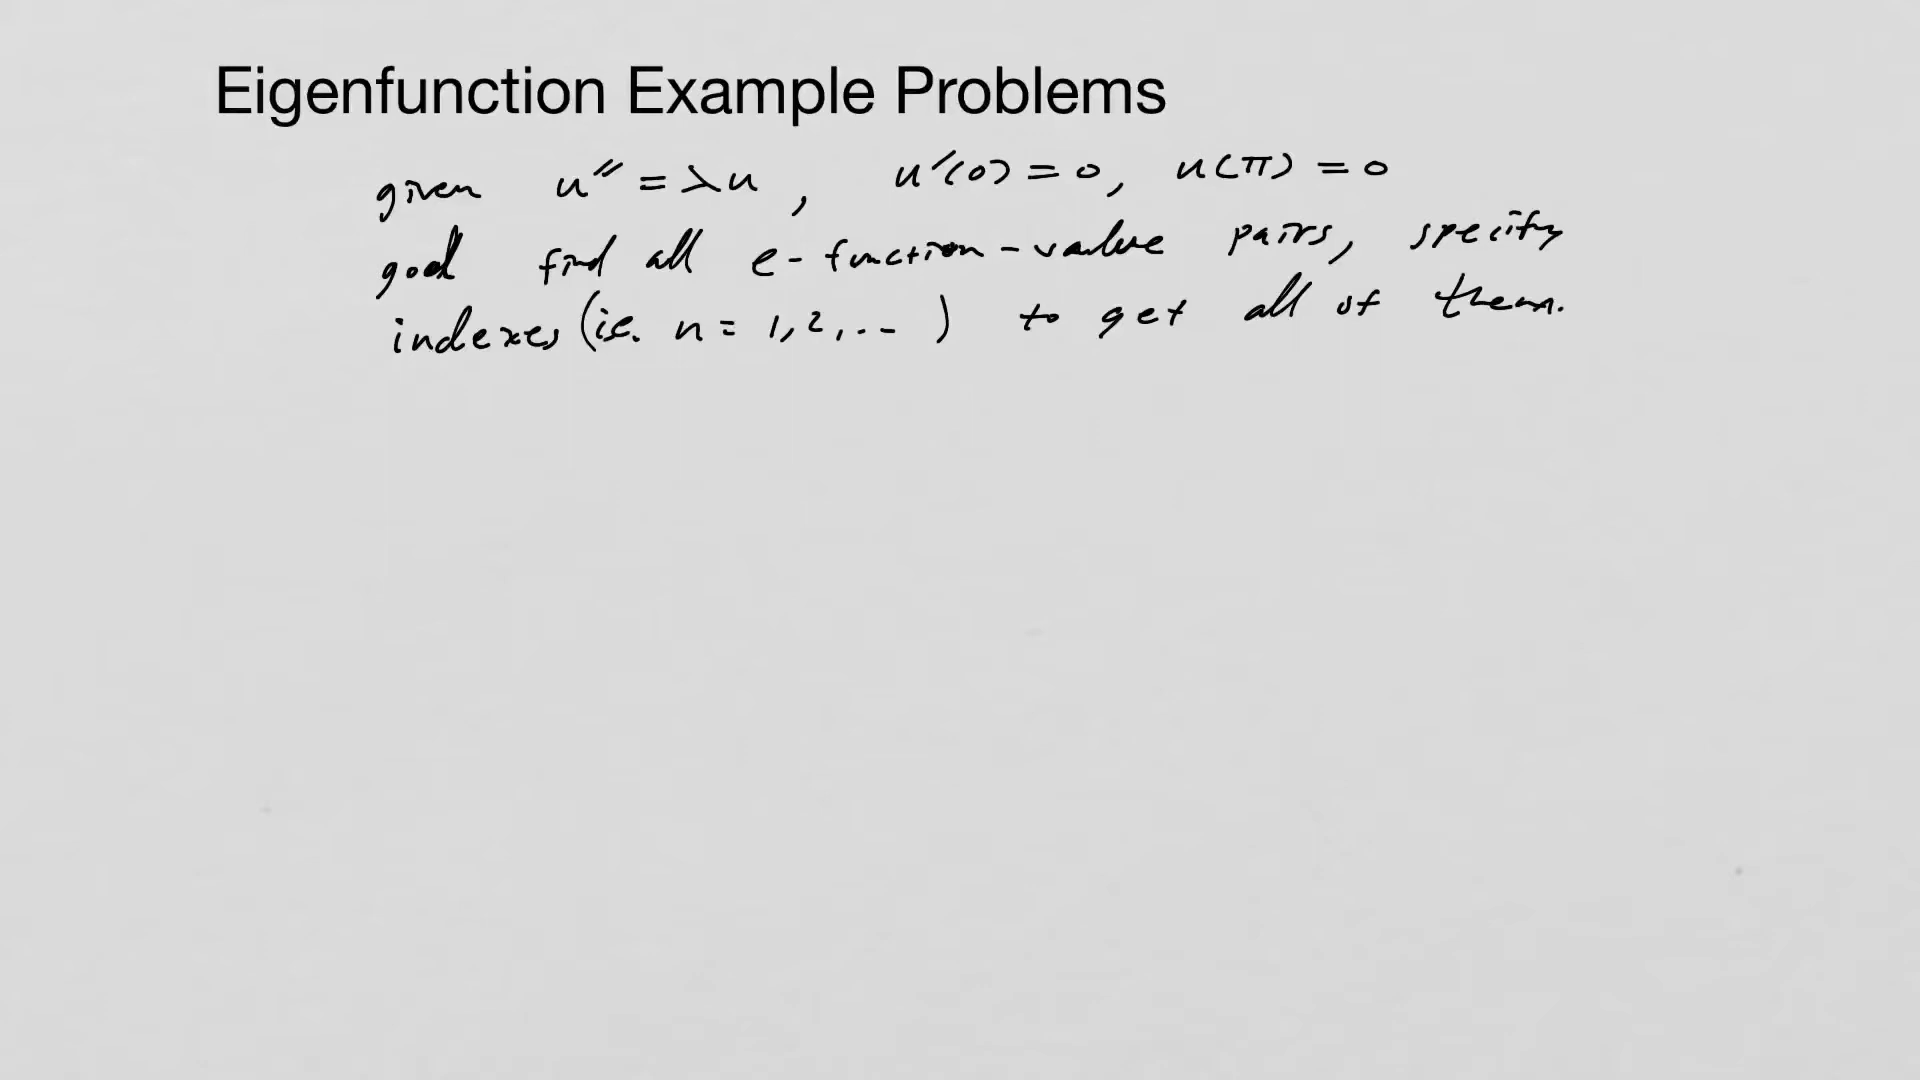 Eigenfunction Example Problems
given u'' = λu, u'(0) = 0, u(π) = 0
goal find all e-function-value pairs, specify
indexes (ie. n = 1, 2, ... ) to get all of them.